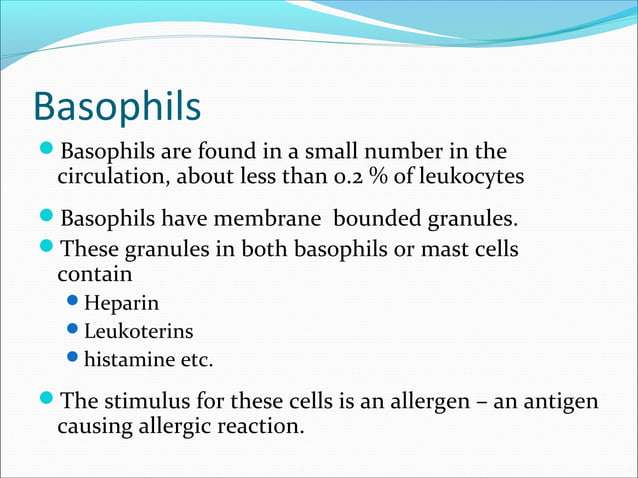 Basophils
Basophils are found in a small number in the
circulation, about less than 0.2 % of leukocytes
Basophils have membrane bounded granules.
These granules in both basophils or mast cells
contain
Heparin
Leukoterins
histamine etc.
The stimulus for these cells is an allergen – an antigen
causing allergic reaction.